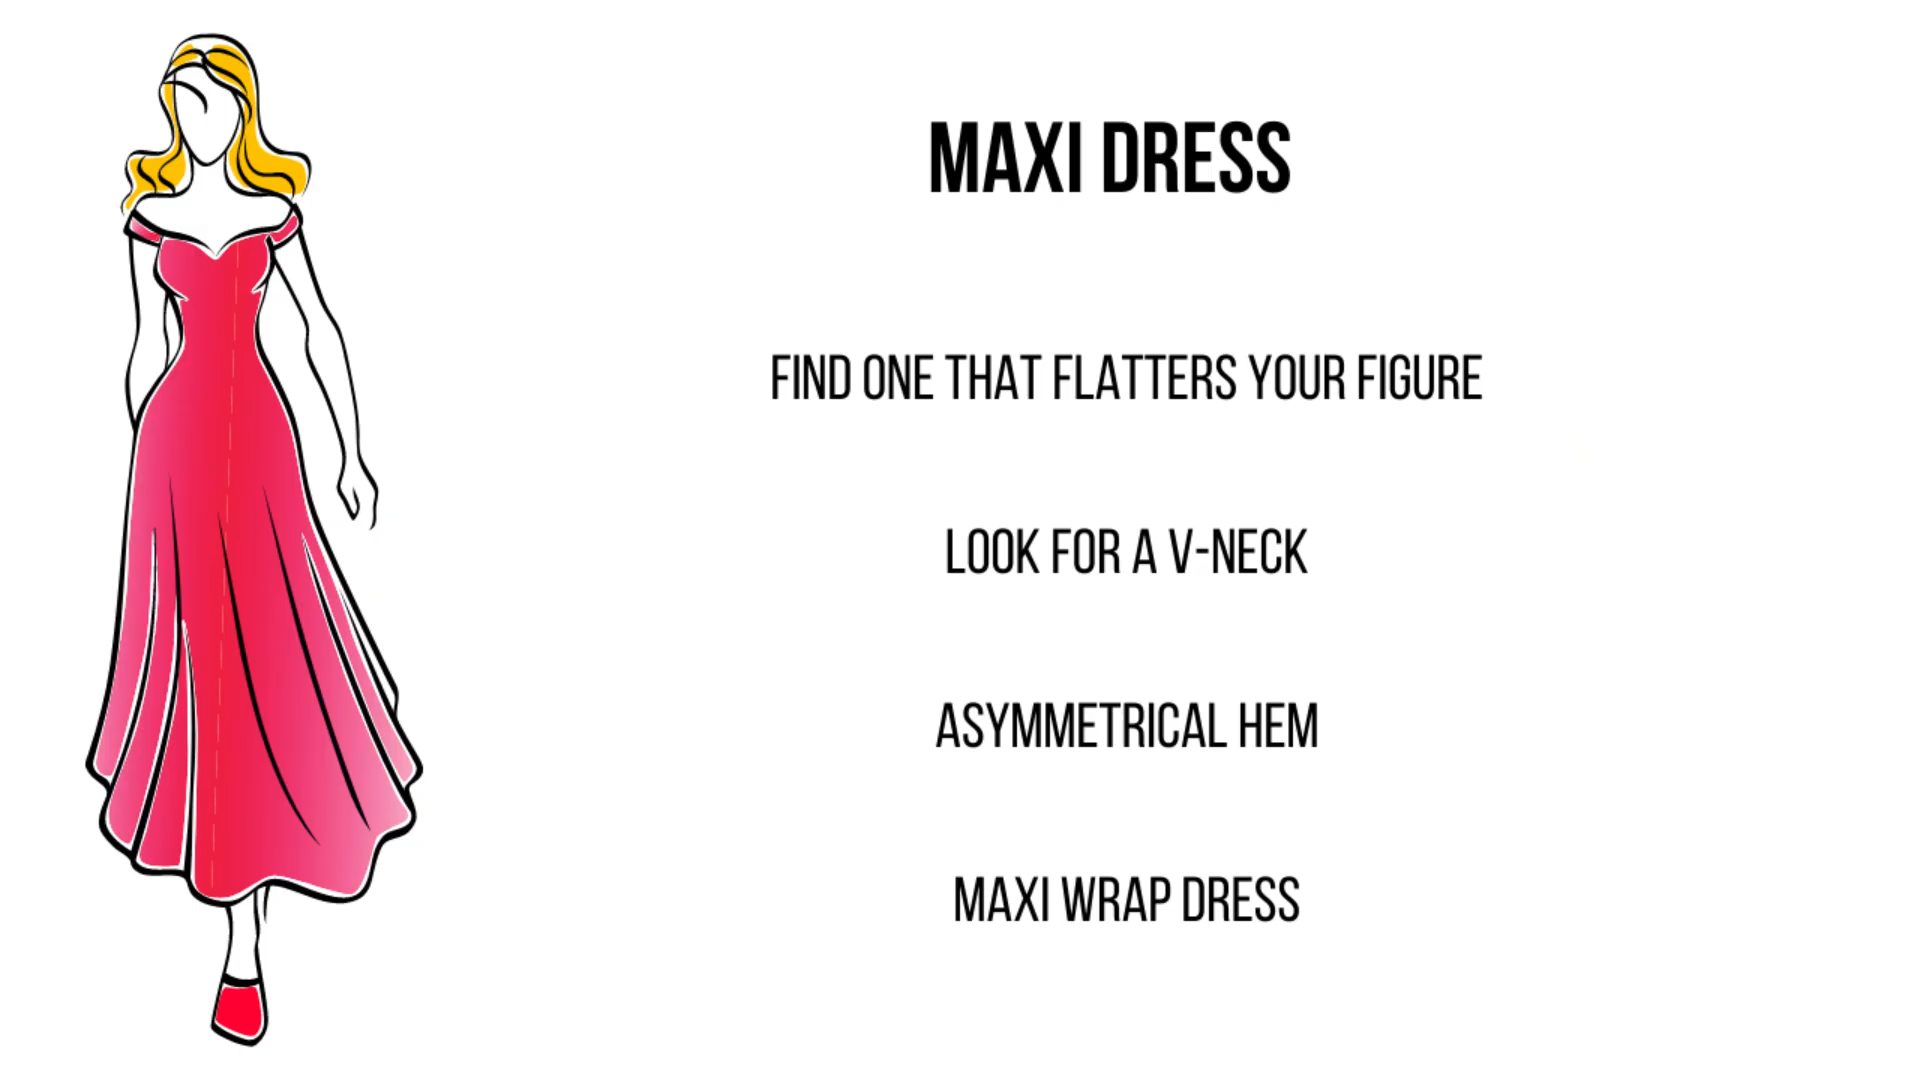 MAXI DRESS
FIND ONE THAT FLATTERS YOUR FIGURE
LOOK FOR A V-NECK
ASYMMETRICAL HEM
MAXI WRAP DRESS